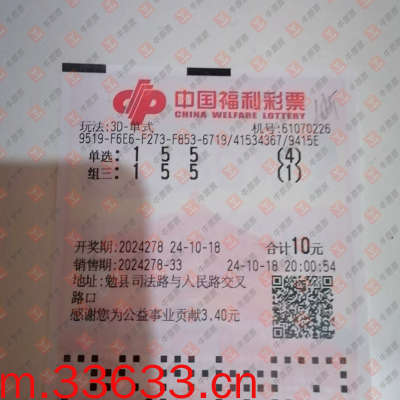 中国福利彩票
CHINA WELFARE LOTTERY
玩法:3D-单式 机号:61070226
9519-F6E6-F273-F853-6719/41534367/9415E
单选: 1 5 5 (4)
组三: 1 5 5 (1)
开奖期:2024278 24-10-18 合计10元
销售期:2024278-33 24-10-18 20:00:54
地址:勉县司法路与人民路交叉
路口
感谢您为公益事业贡献3.40元
m.33633.cn